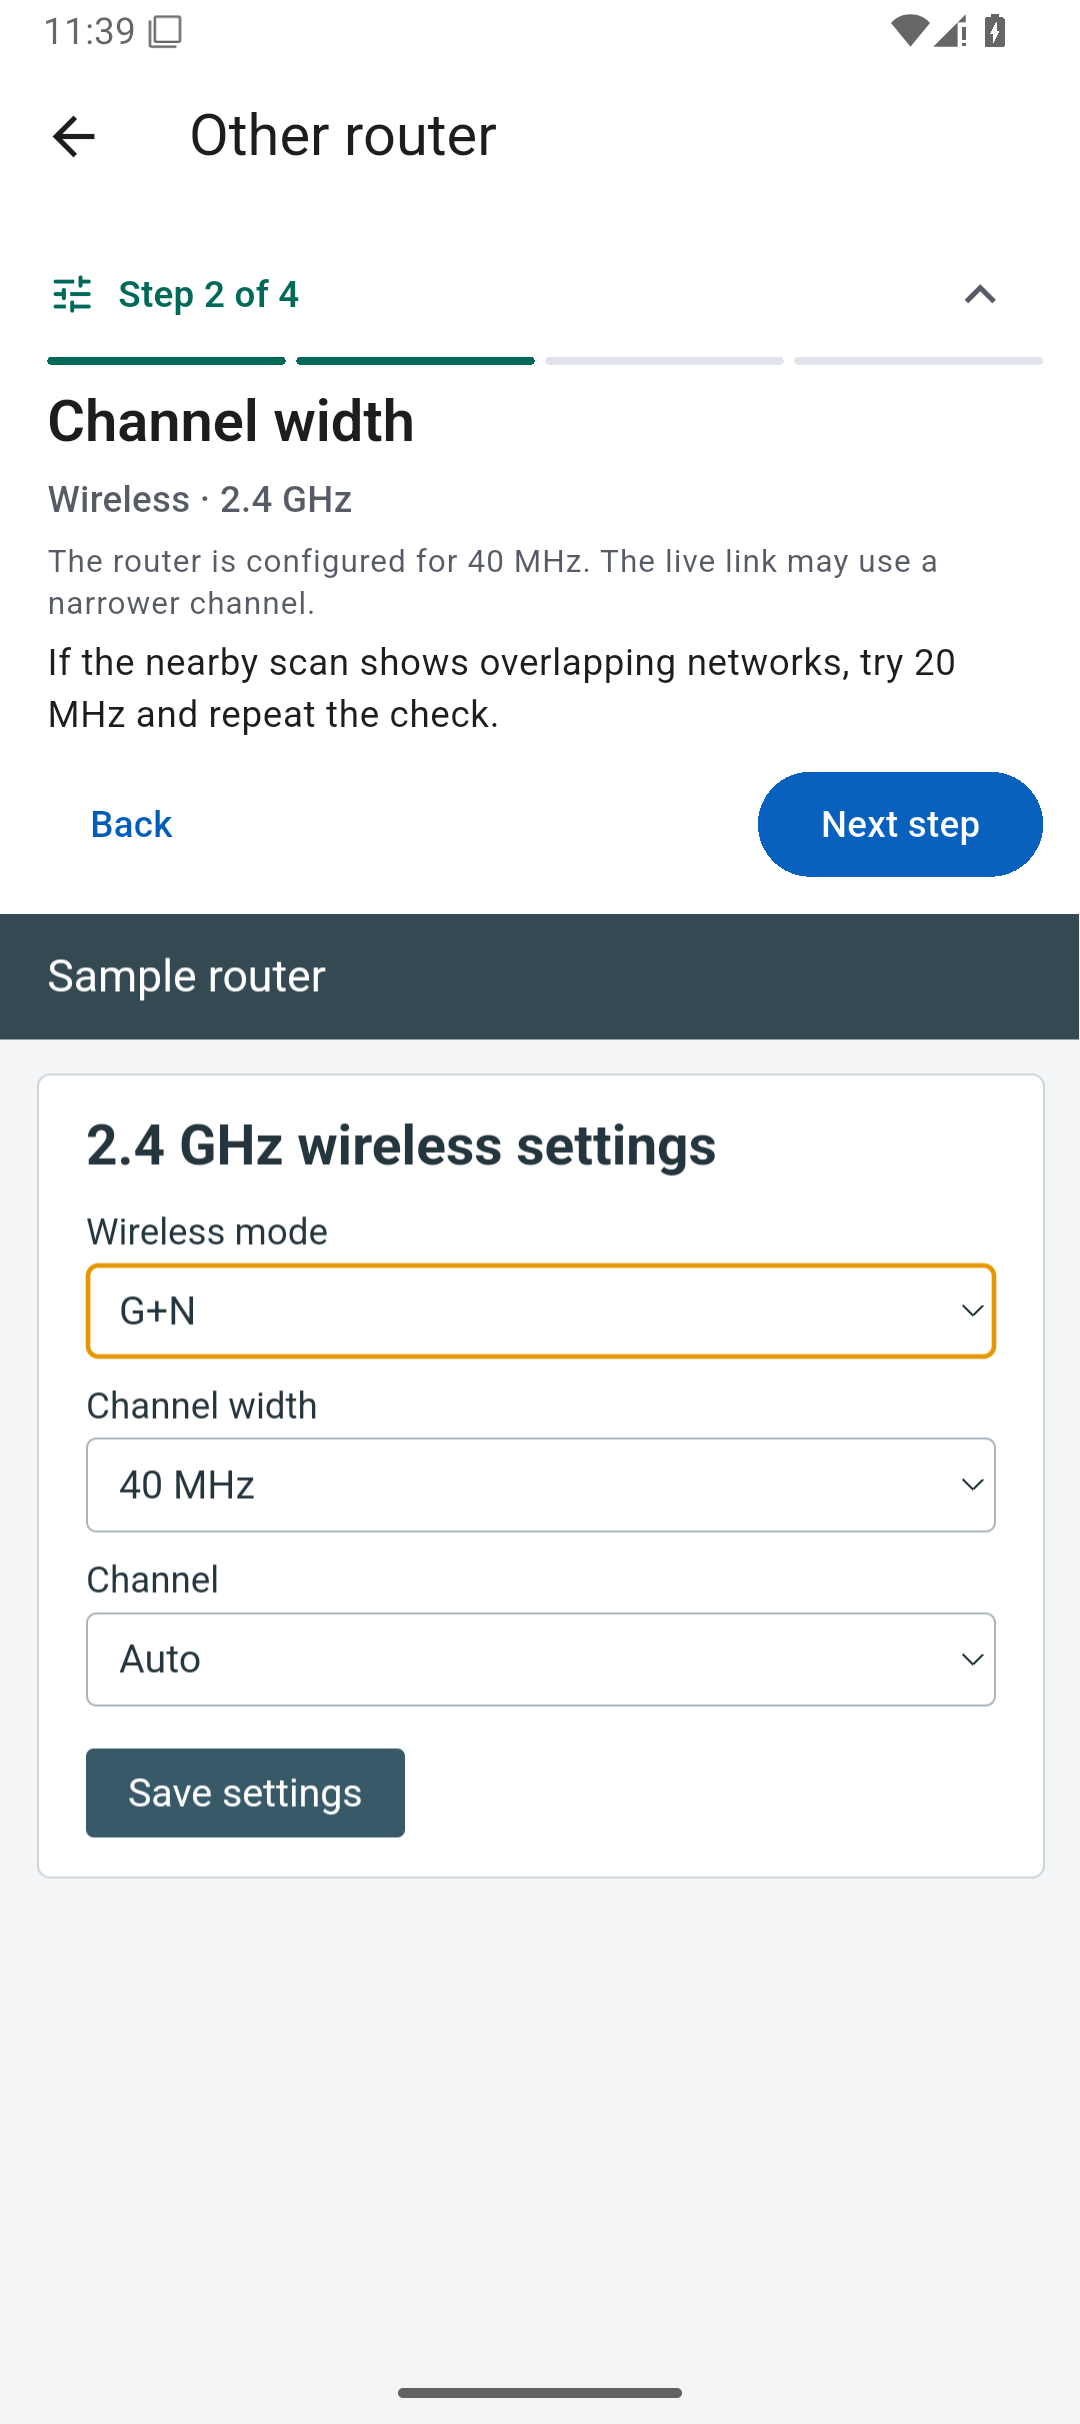 11:39
Other router
Step 2 of 4
Channel width
Wireless · 2.4 GHz
The router is configured for 40 MHz. The live link may use a
narrower channel.
If the nearby scan shows overlapping networks, try 20
MHz and repeat the check.
Back
Next step
Sample router
2.4 GHz wireless settings
Wireless mode
G+N
Channel width
40 MHz
Channel
Auto
Save settings